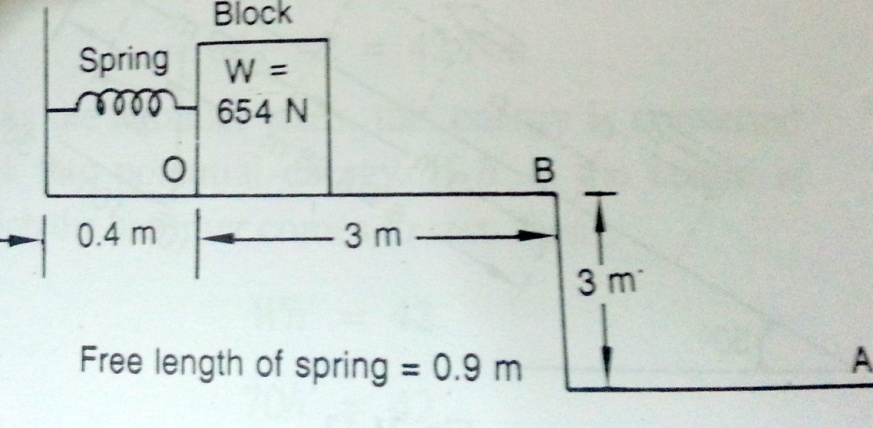 Block
Spring
W =
654 N
O
B
0.4 m
3 m
3 m
Free length of spring = 0.9 m
A